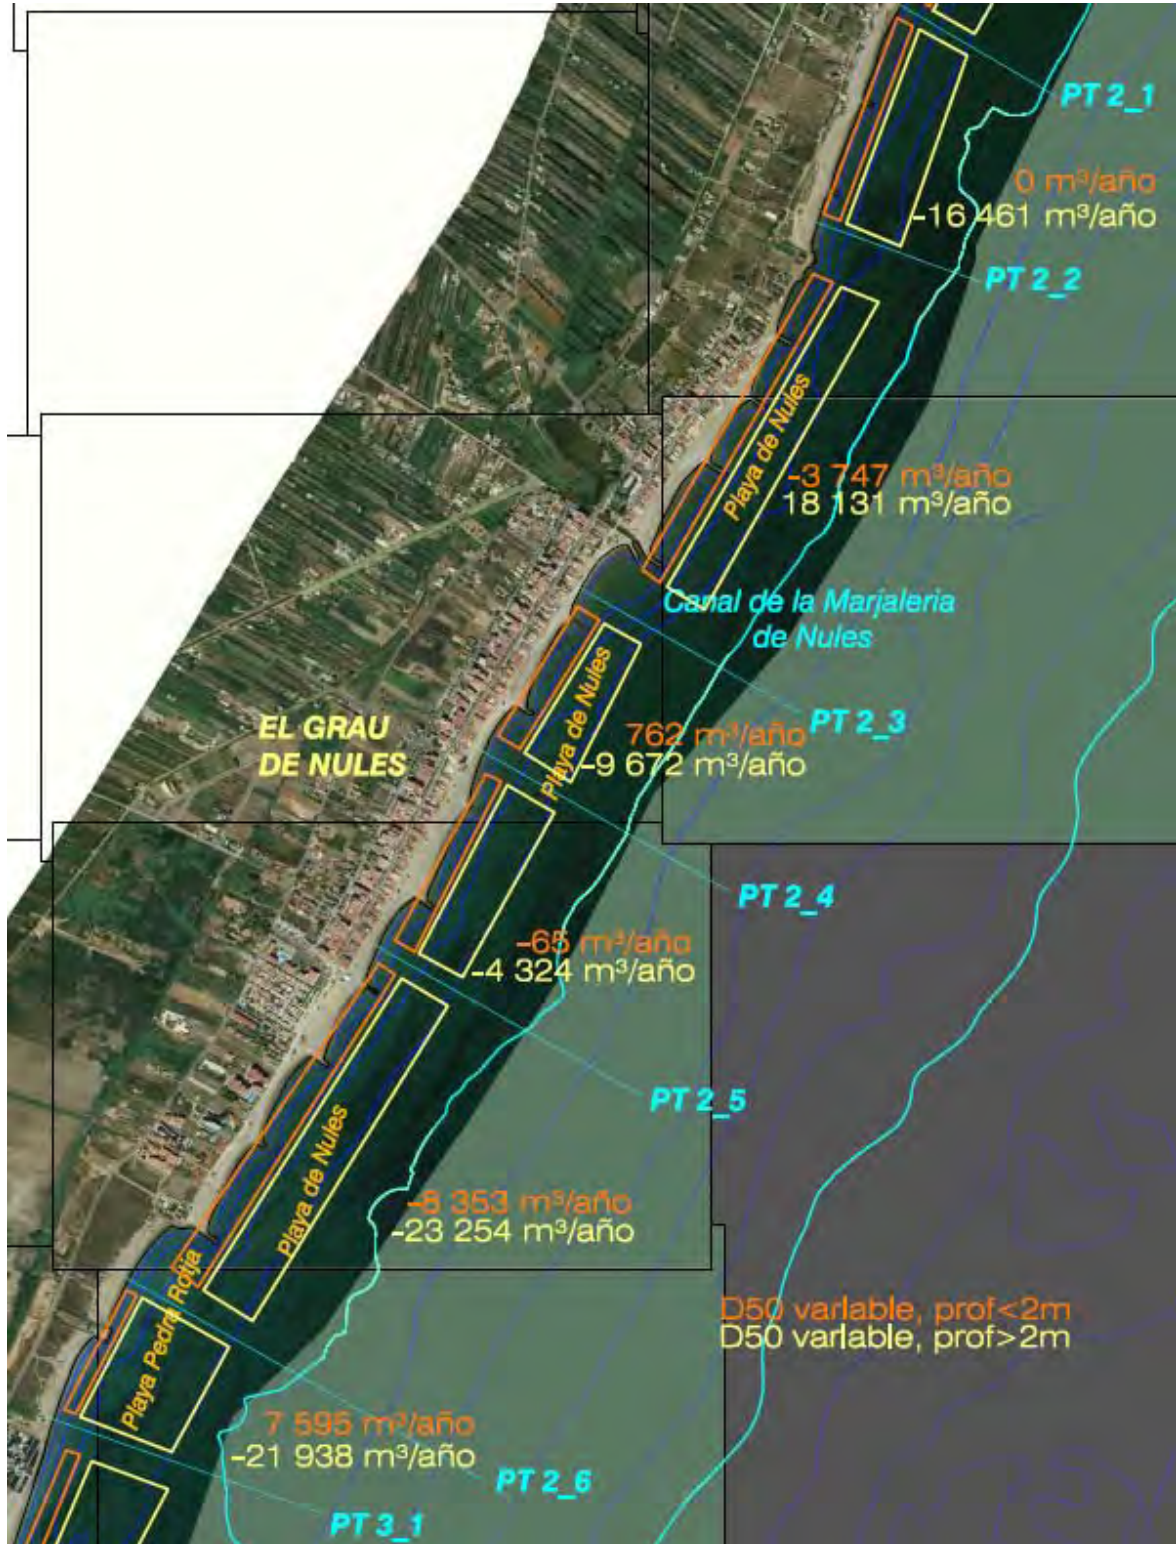 PT 2_1
0 m³/año
-16 461 m³/año
PT 2_2
Playa de Nules
-3 747 m³/año
18 131 m³/año
Canal de la Marjaleria
de Nules
PT 2_3
Playa de Nules
762 m³/año
-9 672 m³/año
EL GRAU
DE NULES
PT 2_4
-65 m³/año
-4 324 m³/año
PT 2_5
Playa de Nules
-8 353 m³/año
-23 254 m³/año
D50 variable, prof<2m
D50 variable, prof>2m
Playa Pedra Rotja
7 595 m³/año
-21 938 m³/año
PT 2_6
PT 3_1